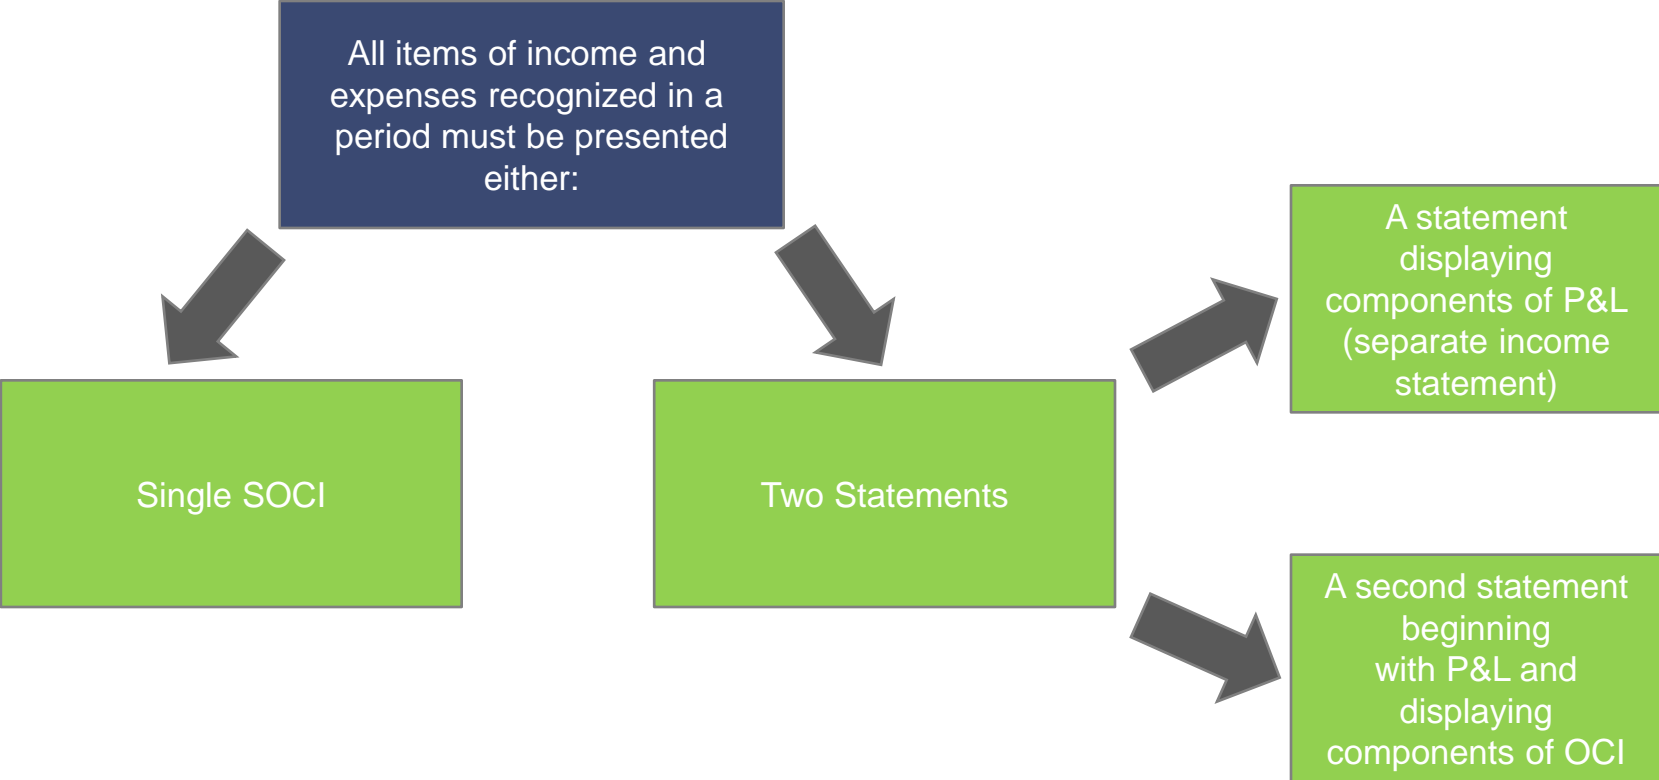 All items of income and
expenses recognized in a
period must be presented
either:
Single SOCI
Two Statements
A statement
displaying
components of P&L
(separate income
statement)
A second statement
beginning
with P&L and
displaying
components of OCI